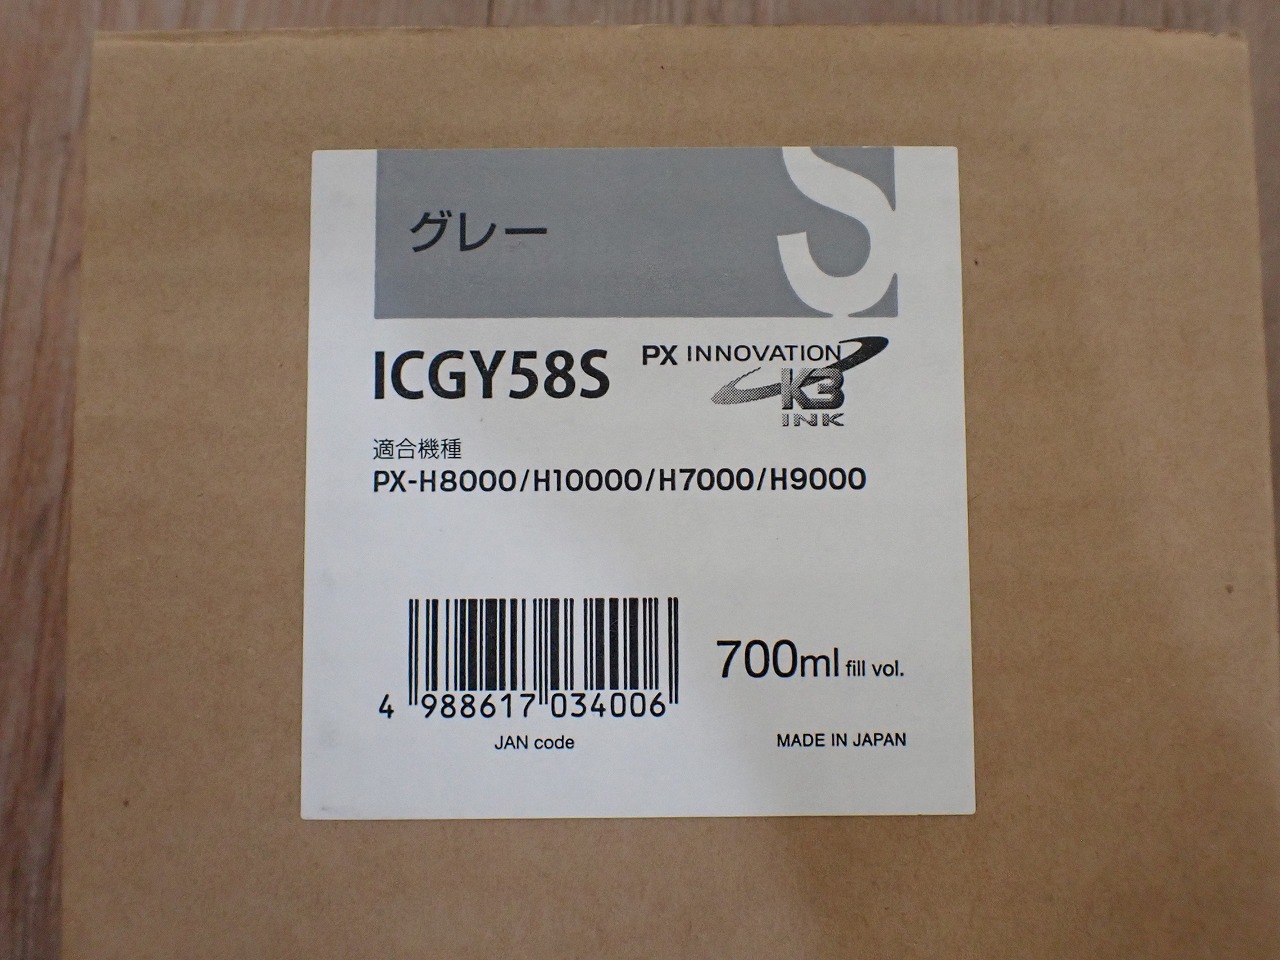 S
グレー
ICGY58S
PX INNOVATION
K3
INK
適合機種
PX-H8000/H10000/H7000/H9000
4 988617 034006
JAN code
700ml fill vol.
MADE IN JAPAN